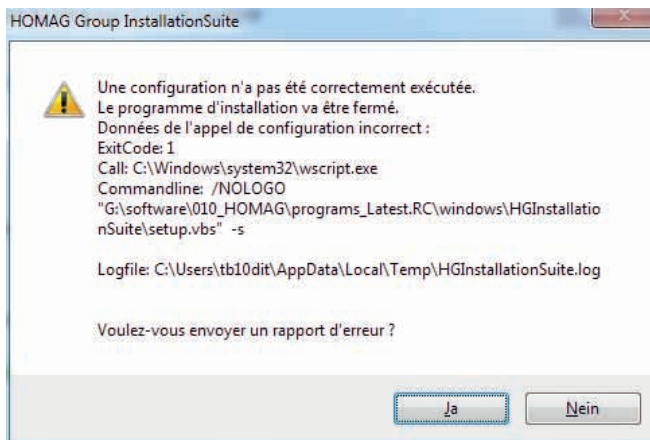 HOMAG Group InstallationSuite
Une configuration n'a pas été correctement exécutée.
Le programme d'installation va être fermé.
Données de l'appel de configuration incorrect :
ExitCode: 1
Call: C:\Windows\system32\wscript.exe
Commandline:  /NOLOGO
"G:\software\010_HOMAG\programs_Latest.RC\windows\HGInstallatio
nSuite\setup.vbs"  -s
Logfile: C:\Users\tb10dit\AppData\Local\Temp\HGInstallationSuite.log
Voulez-vous envoyer un rapport d'erreur ?
Ja
Nein